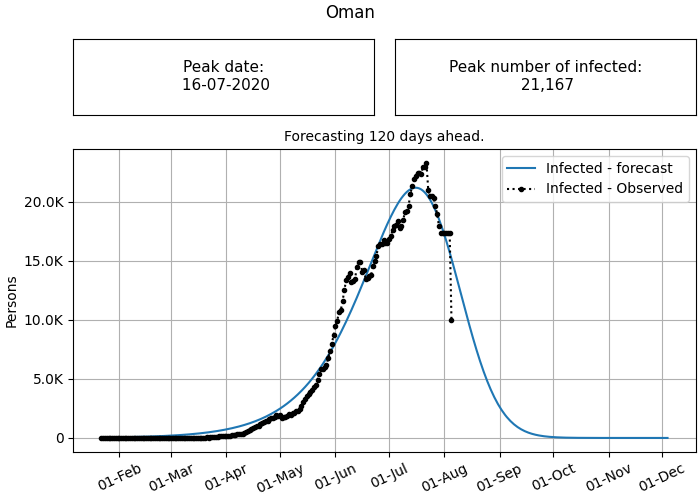 Oman
Peak date:
16-07-2020
Peak number of infected:
21,167
Forecasting 120 days ahead.
Infected - forecast
Infected - Observed
Persons
20.0K
15.0K
10.0K
5.0K
0
01-Feb
01-Mar
01-Apr
01-May
01-Jun
01-Jul
01-Aug
01-Sep
01-Oct
01-Nov
01-Dec